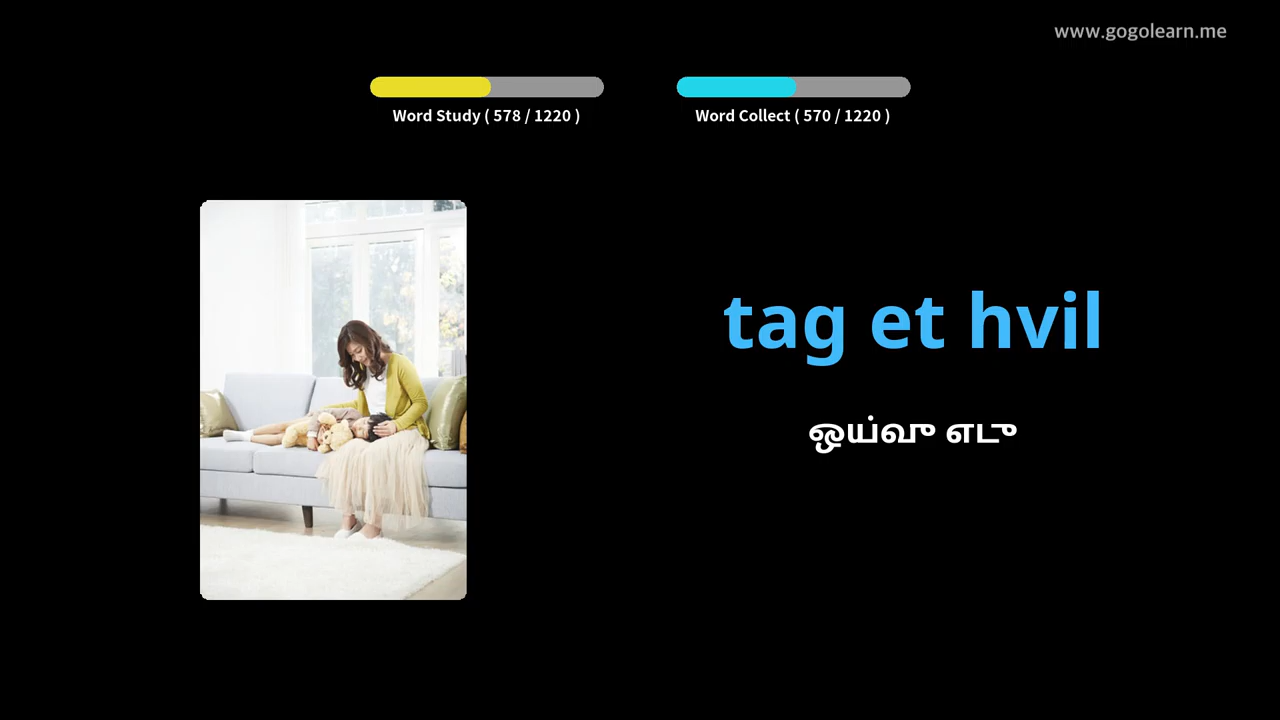 www.gogolearn.me
Word Study ( 578 / 1220 )
Word Collect ( 570 / 1220 )
tag et hvil
ஓய்வு எடு